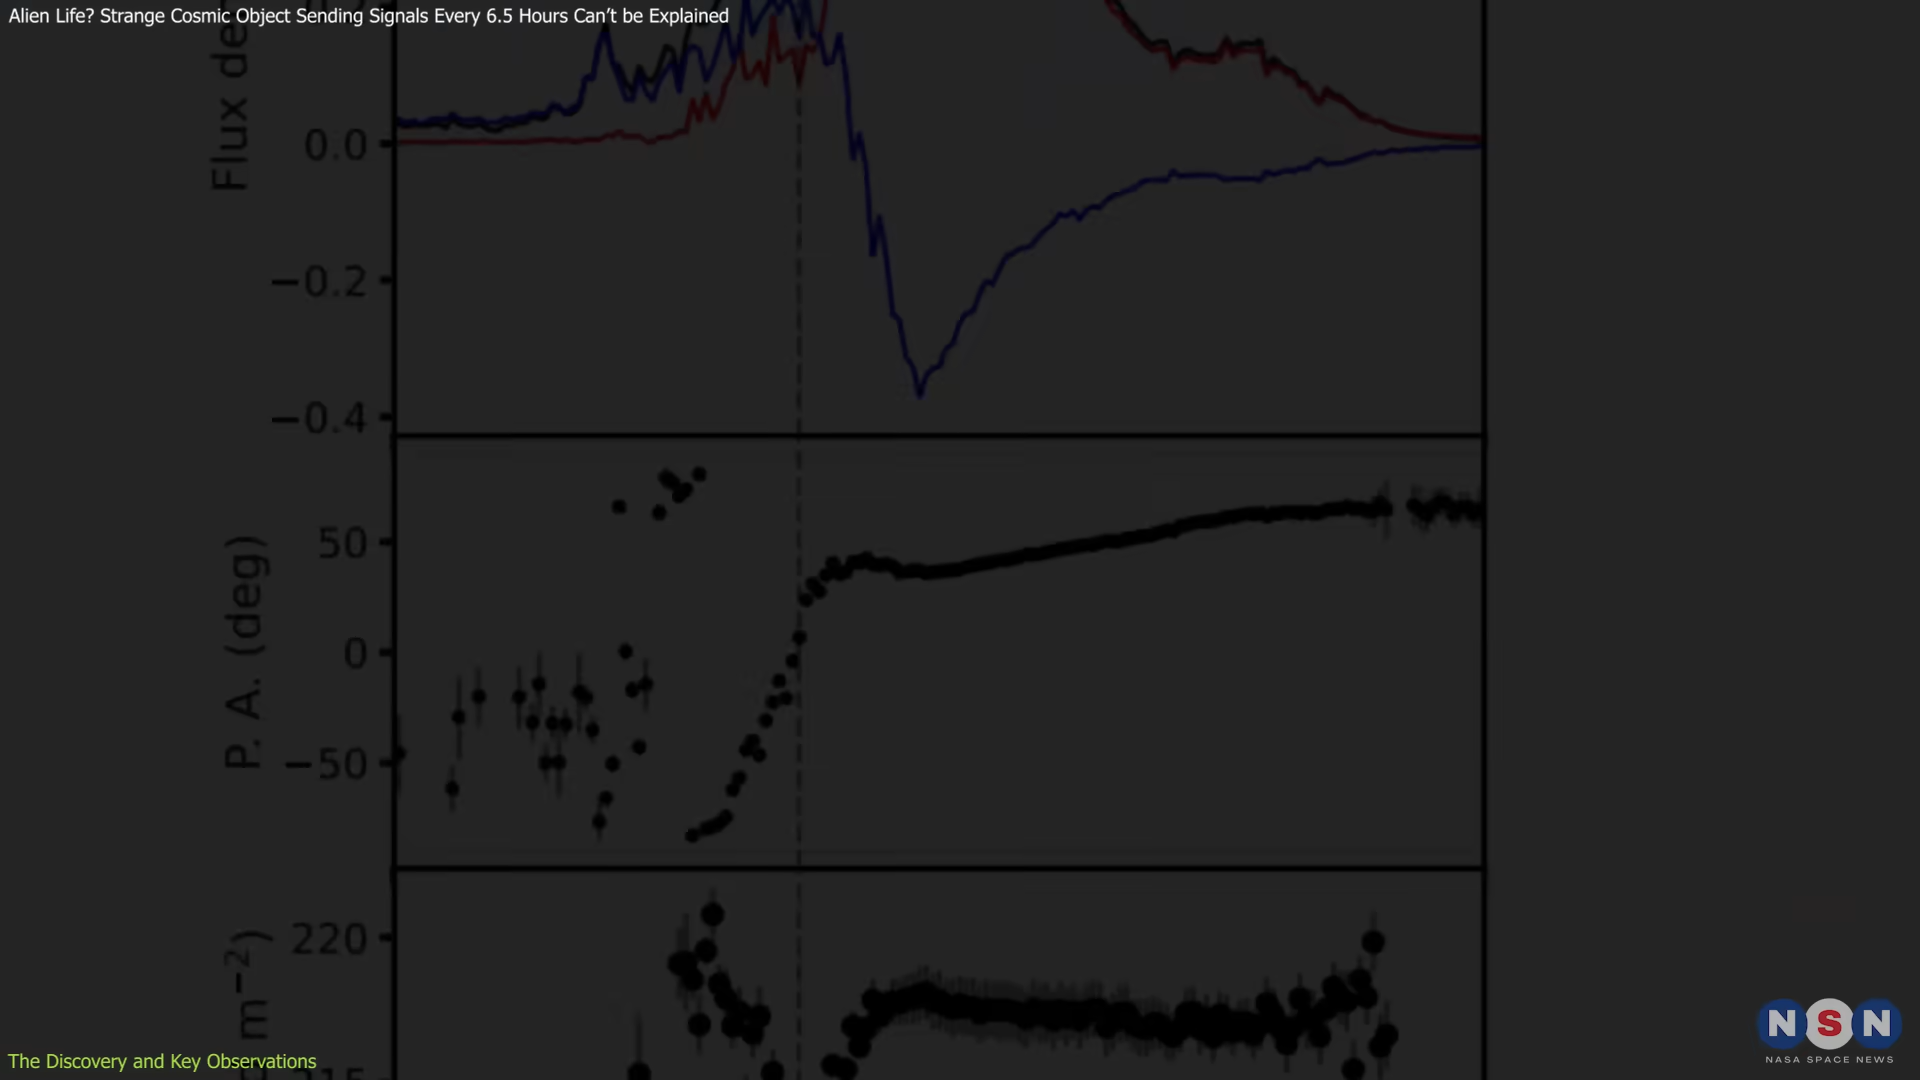 Alien Life? Strange Cosmic Object Sending Signals Every 6.5 Hours Can't be Explained
Flux
0.0
−0.2
−0.4
P. A. (deg)
50
0
−50
m⁻²)
220
215
The Discovery and Key Observations
NSN
NASA SPACE NEWS